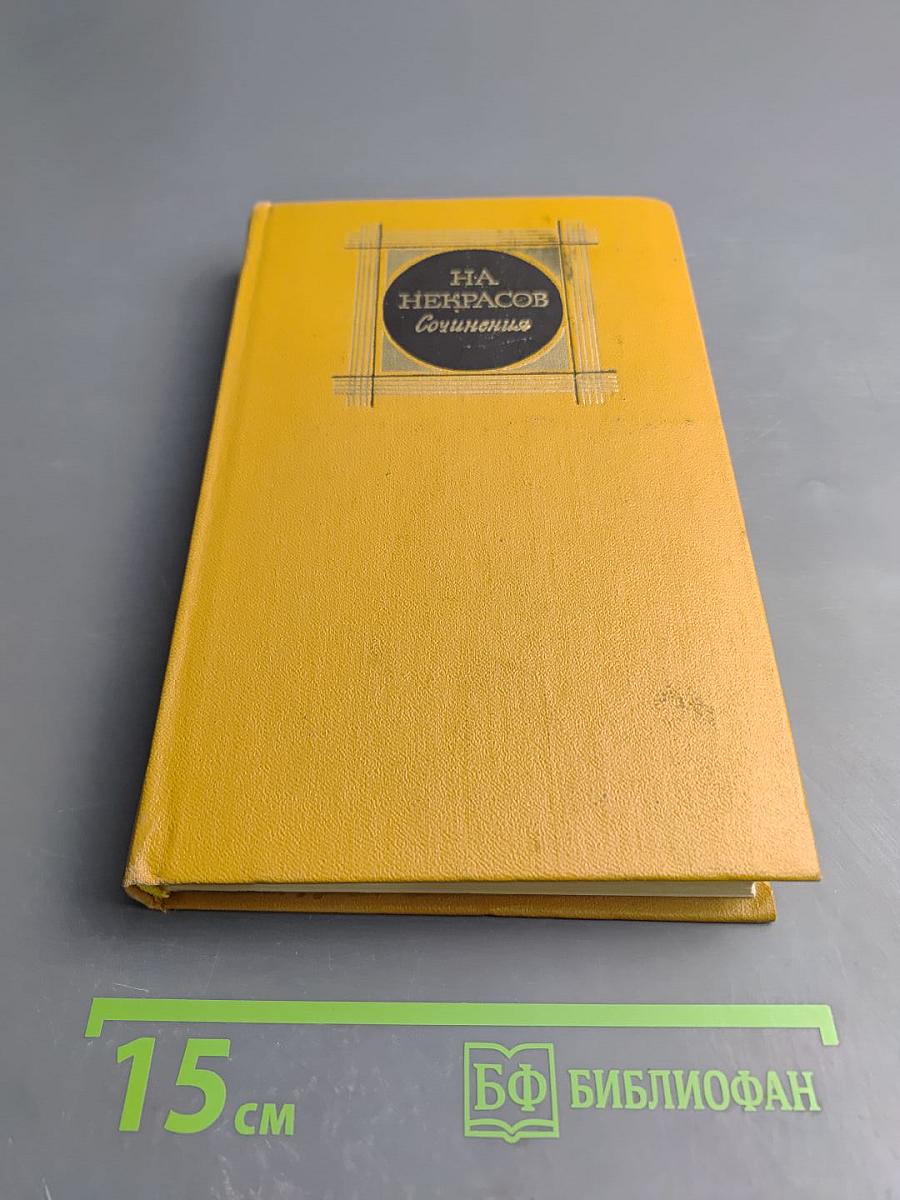 Н.А.
НЕКРАСОВ
Сочинения
15 см
БФ БИБЛИОФАН